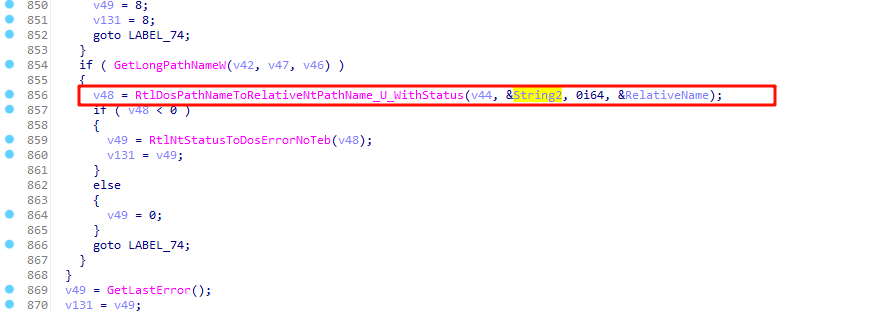 850 v49 = 8;
851 v131 = 8;
852 goto LABEL_74;
853 }
854 if ( GetLongPathNameW(v42, v47, v46) )
855 {
856 v48 = RtlDosPathNameToRelativeNtPathName_U_WithStatus(v44, &String2, 0i64, &RelativeName);
857 if ( v48 < 0 )
858 {
859 v49 = RtlNtStatusToDosErrorNoTeb(v48);
860 v131 = v49;
861 }
862 else
863 {
864 v49 = 0;
865 }
866 goto LABEL_74;
867 }
868 }
869 v49 = GetLastError();
870 v131 = v49;